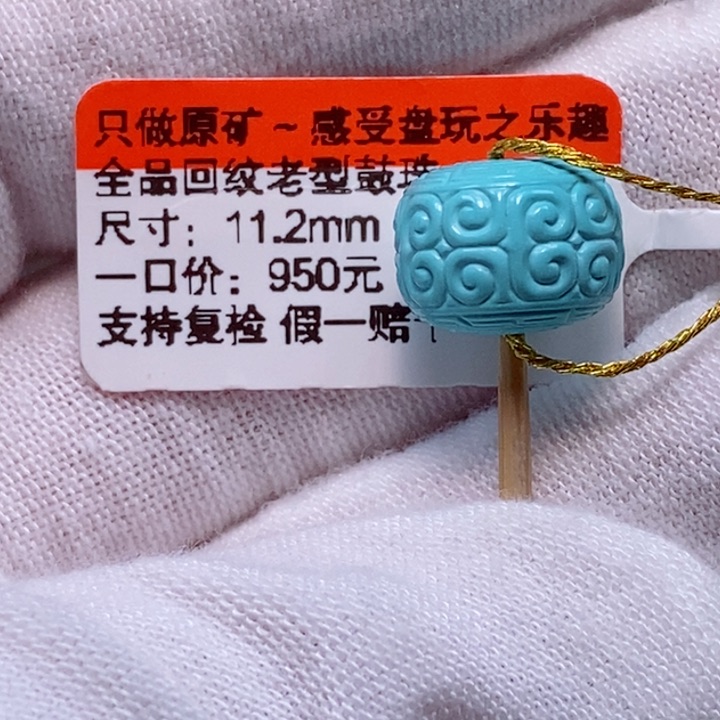 只做原矿~感受盘玩之乐趣
全品回纹老型鼓珠
尺寸：11.2mm
一口价：950元
支持复检 假一赔